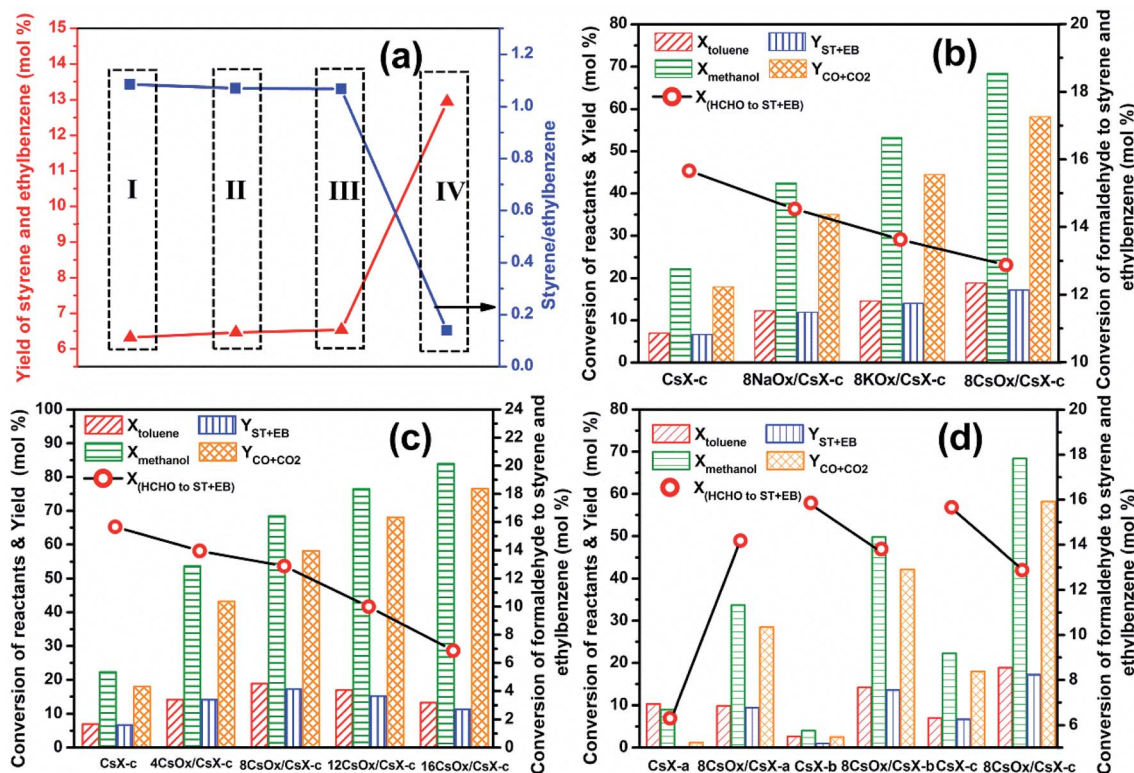 (a)
Yield of styrene and ethylbenzene (mol %)
15
14
13
12
11
10
9
8
7
6
I
II
III
IV
1.2
1.0
0.8
0.6
0.4
0.2
0.0
Styrene/ethylbenzene
(b)
Conversion of reactants & Yield (mol %)
80
70
60
50
40
30
20
10
0
Xtoluene
YST+EB
Xmethanol
YCO+CO2
X(HCHO to ST+EB)
20
18
16
14
12
10
Conversion of formaldehyde to styrene and
ethylbenzene (mol %)
CsX-c
8NaOx/CsX-c
8KOx/CsX-c
8CsOx/CsX-c
(c)
Conversion of reactants & Yield (mol %)
100
90
80
70
60
50
40
30
20
10
0
Xtoluene
YST+EB
Xmethanol
YCO+CO2
X(HCHO to ST+EB)
24
22
20
18
16
14
12
10
8
6
4
2
0
Conversion of formaldehyde to styrene and
ethylbenzene (mol %)
CsX-c
4CsOx/CsX-c
8CsOx/CsX-c
12CsOx/CsX-c
16CsOx/CsX-c
(d)
Conversion of reactants & Yield (mol %)
80
70
60
50
40
30
20
10
0
Xtoluene
YST+EB
Xmethanol
YCO+CO2
X(HCHO to ST+EB)
20
18
16
14
12
10
8
6
Conversion of formaldehyde to styrene and
ethylbenzene (mol %)
CsX-a
8CsOx/CsX-a
CsX-b
8CsOx/CsX-b
CsX-c
8CsOx/CsX-c